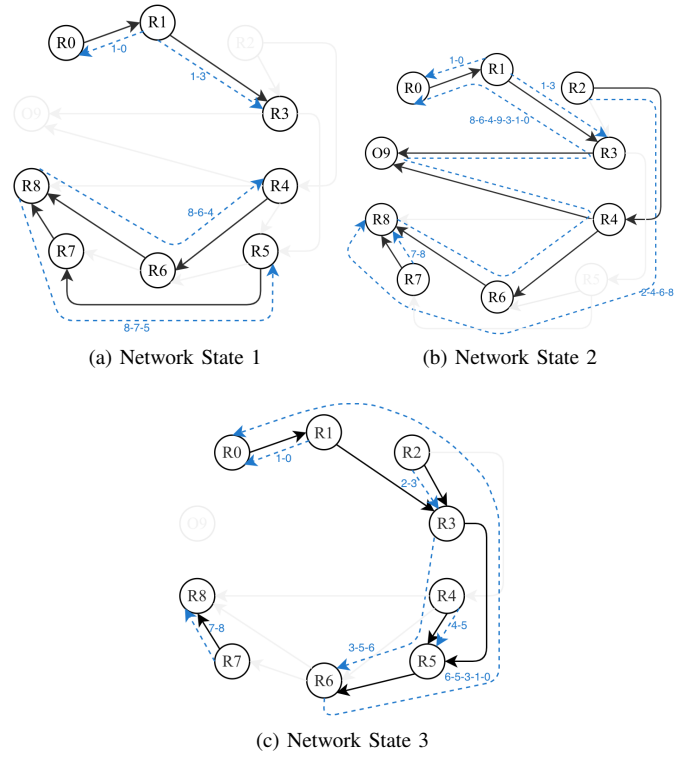 R0
R1
R2
R3
O9
R8
R4
R7
R6
R5
1-0
1-3
8-6-4
8-7-5
(a) Network State 1
R0
R1
R2
R3
O9
R8
R4
R7
R6
R5
1-0
1-3
8-6-4-9-3-1-0
7-8
2-4-6-8
(b) Network State 2
R0
R1
R2
R3
O9
R8
R4
R7
R6
R5
1-0
2-3
7-8
4-5
3-5-6
6-5-3-1-0
(c) Network State 3